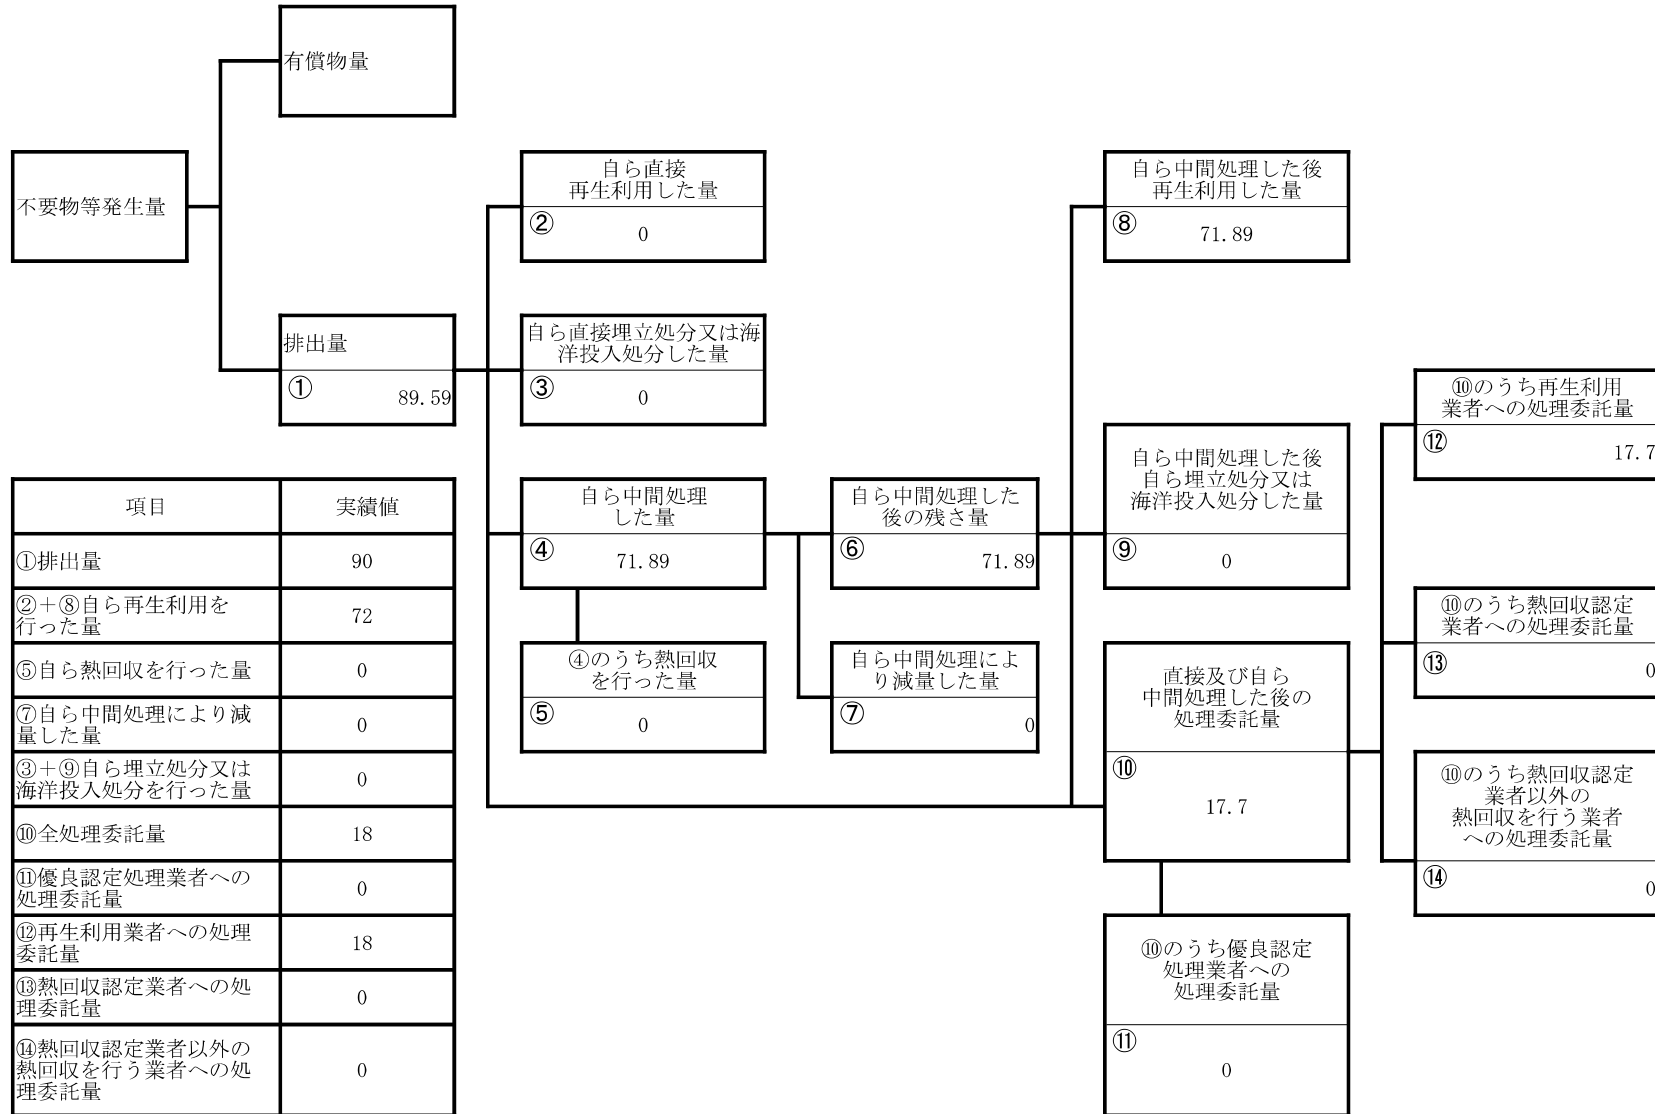 有償物量
不要物等発生量
自ら直接
再生利用した量
②
0
自ら中間処理した後
再生利用した量
⑧
71.89
排出量
①
89.59
自ら直接埋立処分又は海
洋投入処分した量
③
0
⑩のうち再生利用
業者への処理委託量
⑫
17.7
自ら中間処理
した量
④
71.89
自ら中間処理した
後の残さ量
⑥
71.89
自ら中間処理した後
自ら埋立処分又は
海洋投入処分した量
⑨
0
④のうち熱回収
を行った量
⑤
0
自ら中間処理によ
り減量した量
⑦
0
直接及び自ら
中間処理した後の
処理委託量
⑩
17.7
⑩のうち熱回収認定
業者への処理委託量
⑬
0
⑩のうち熱回収認定
業者以外の
熱回収を行う業者
への処理委託量
⑭
0
⑩のうち優良認定
処理業者への
処理委託量
⑪
0
項目 実績値
①排出量 90
②＋⑧自ら再生利用を
行った量 72
⑤自ら熱回収を行った量 0
⑦自ら中間処理により減
量した量 0
③＋⑨自ら埋立処分又は
海洋投入処分を行った量 0
⑩全処理委託量 18
⑪優良認定処理業者への
処理委託量 0
⑫再生利用業者への処理
委託量 18
⑬熱回収認定業者への処
理委託量 0
⑭熱回収認定業者以外の
熱回収を行う業者への処
理委託量 0